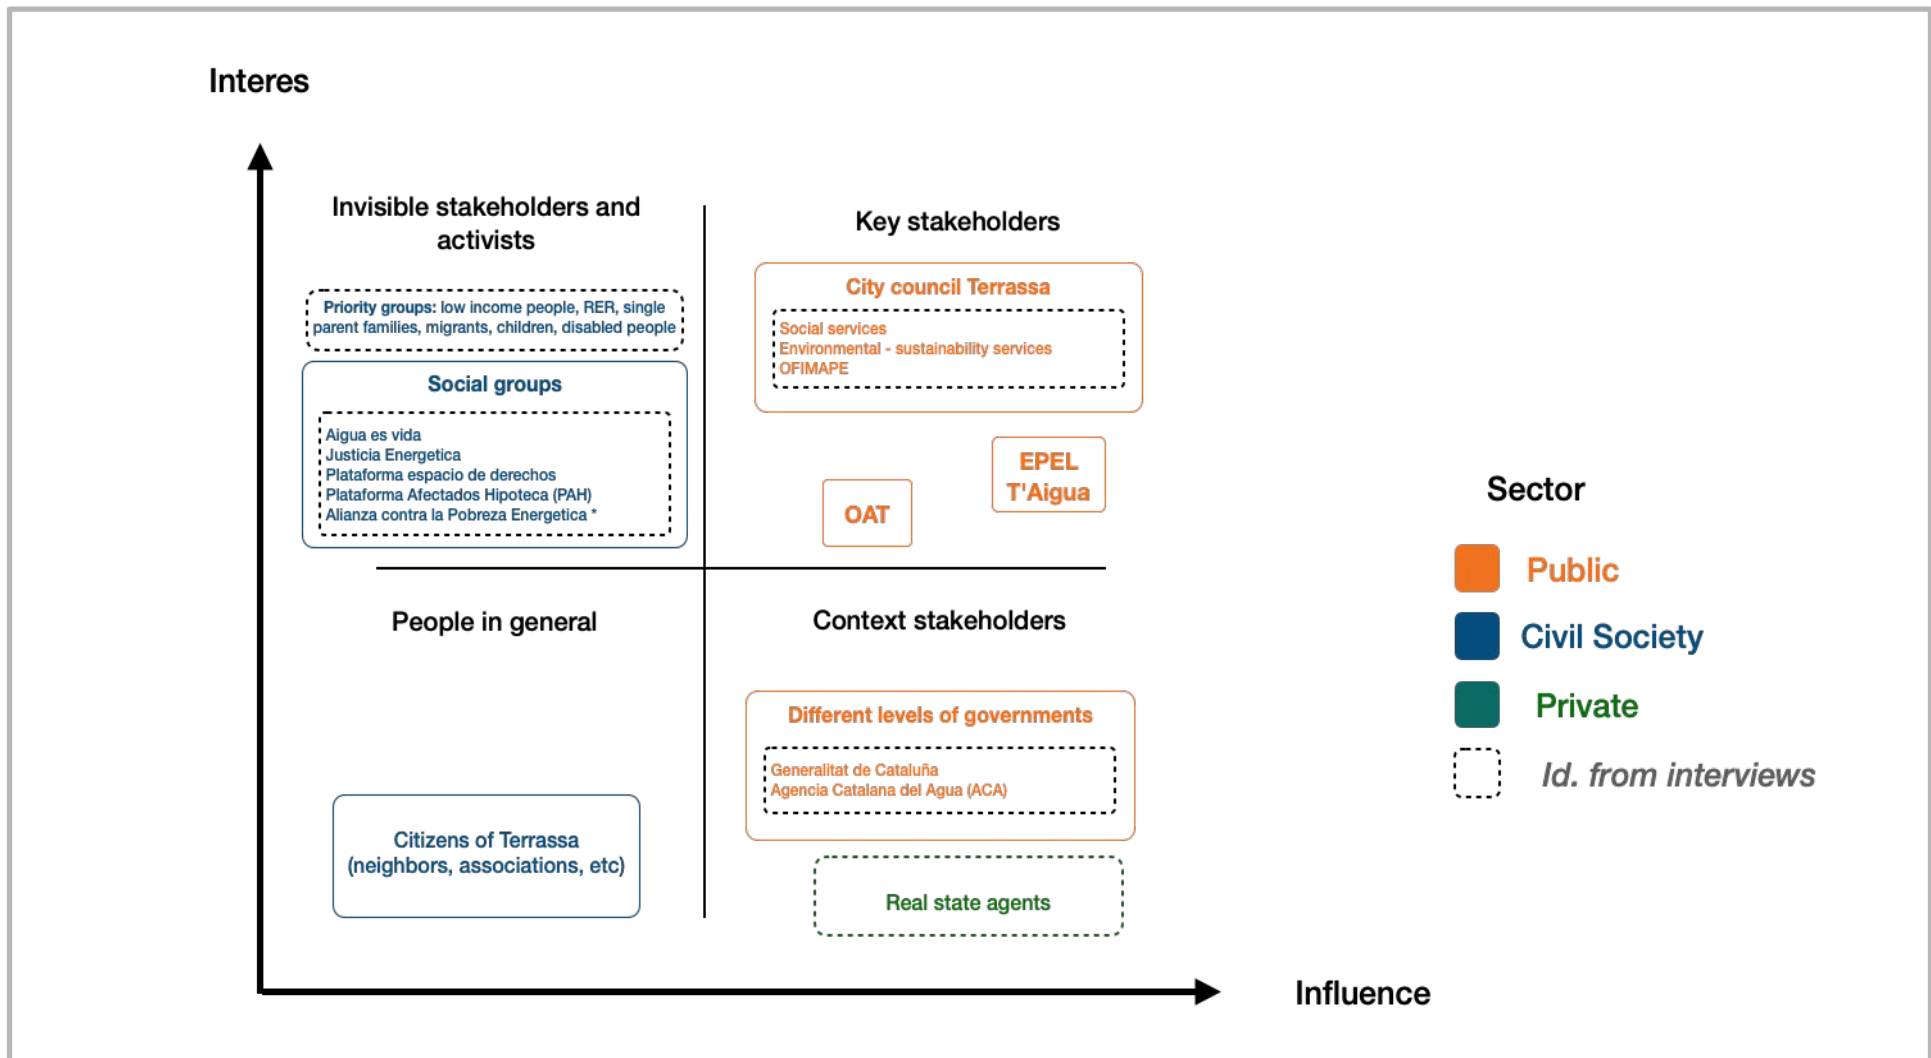 Interes
Invisible stakeholders and
activists
Priority groups: low income people, RER, single
parent families, migrants, children, disabled people
Social groups
Aigua es vida
Justicia Energetica
Plataforma espacio de derechos
Plataforma Afectados Hipoteca (PAH)
Alianza contra la Pobreza Energetica *
Key stakeholders
City council Terrassa
Social services
Environmental - sustainability services
OFIMAPE
EPEL
T'Aigua
OAT
People in general
Citizens of Terrassa
(neighbors, associations, etc)
Context stakeholders
Different levels of governments
Generalitat de Cataluña
Agencia Catalana del Agua (ACA)
Real state agents
Influence
Sector
Public
Civil Society
Private
Id. from interviews